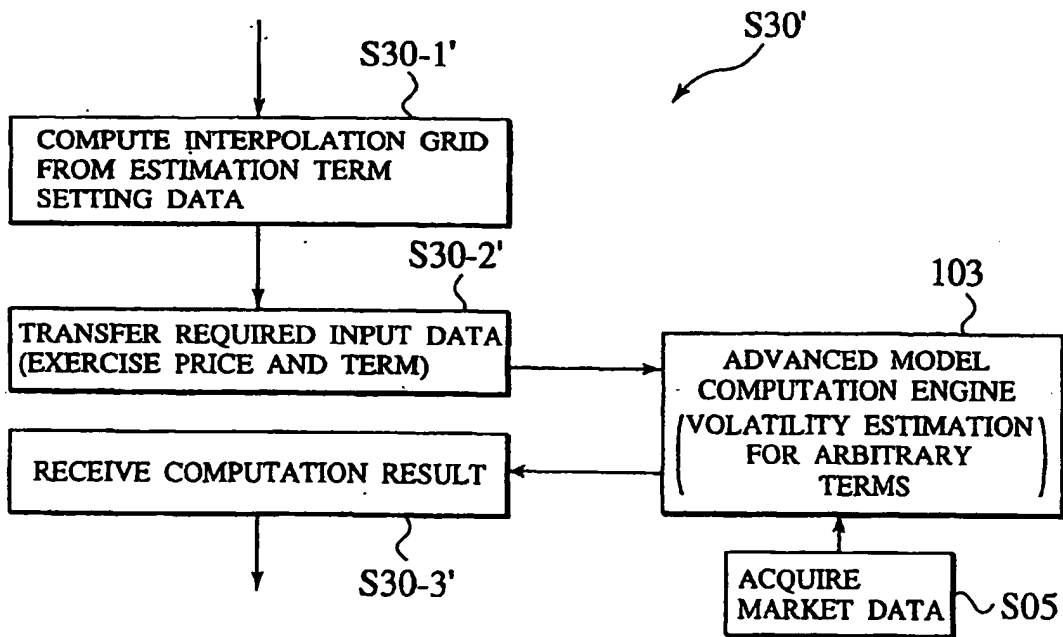 S30'
S30-1'
COMPUTE INTERPOLATION GRID
FROM ESTIMATION TERM
SETTING DATA
S30-2'
TRANSFER REQUIRED INPUT DATA
(EXERCISE PRICE AND TERM)
103
ADVANCED MODEL
COMPUTATION ENGINE
(VOLATILITY ESTIMATION
FOR ARBITRARY
TERMS)
RECEIVE COMPUTATION RESULT
S30-3'
ACQUIRE
MARKET DATA
S05